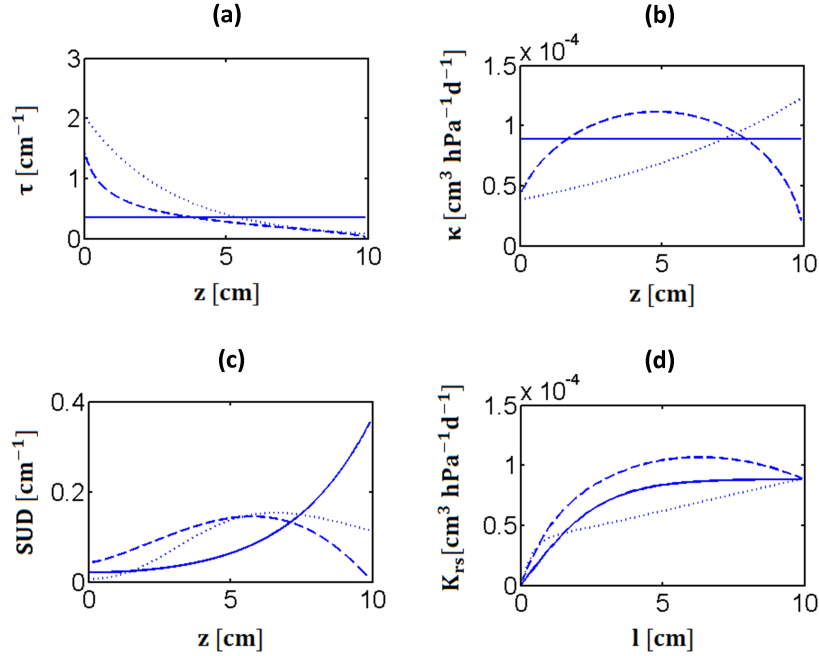 (a)
3
2
1
0
τ [cm⁻¹]
0
5
10
z [cm]
(b)
x 10⁻⁴
1.5
1
0.5
0
κ [cm³ hPa⁻¹d⁻¹]
0
5
10
z [cm]
(c)
0.4
0.2
0
SUD [cm⁻¹]
0
5
10
z [cm]
(d)
x 10⁻⁴
1.5
1
0.5
0
Krs[cm³ hPa⁻¹d⁻¹]
0
5
10
l [cm]